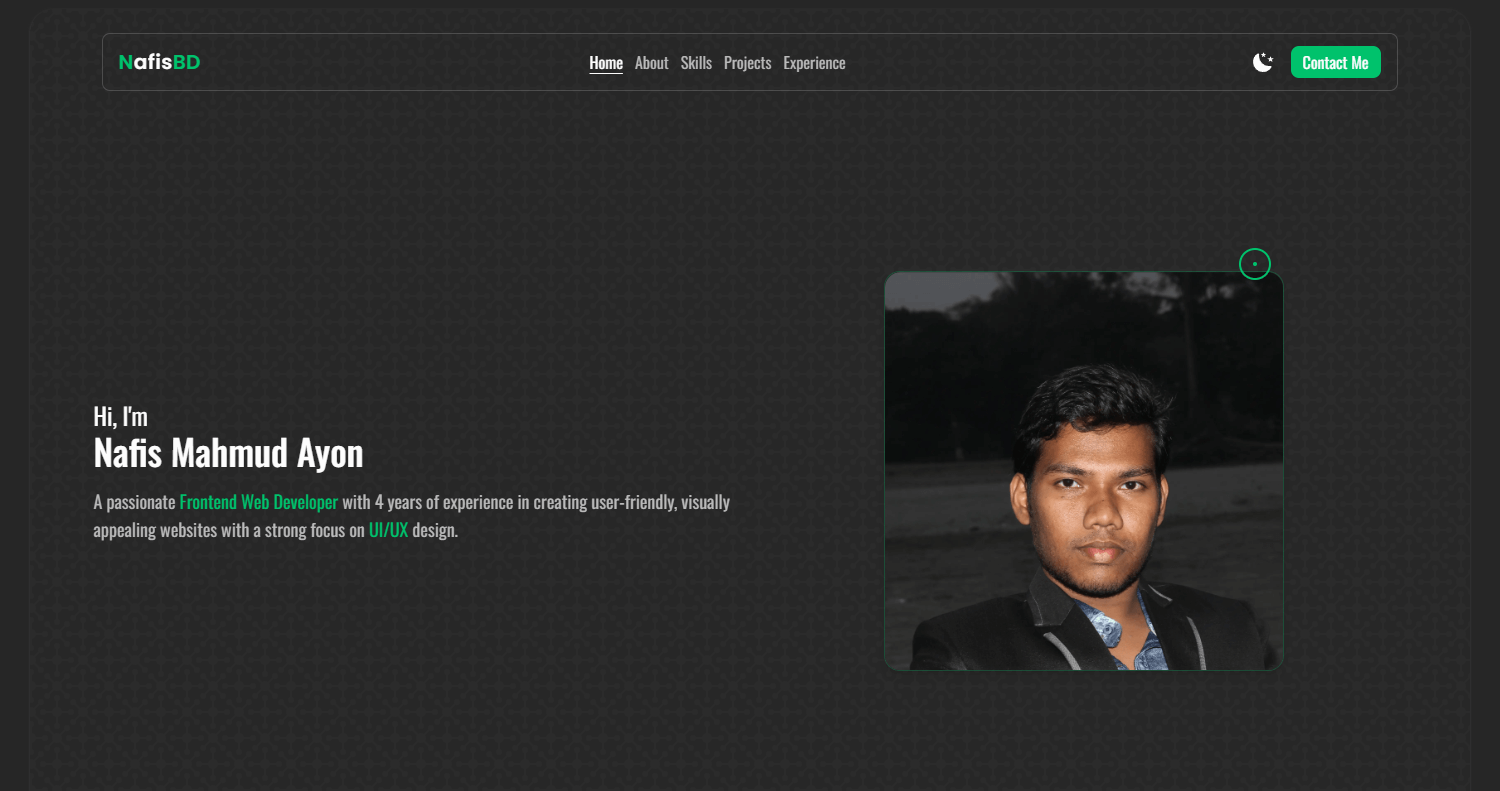 NafisBD
Home About Skills Projects Experience
Contact Me
Hi, I'm
Nafis Mahmud Ayon
A passionate Frontend Web Developer with 4 years of experience in creating user-friendly, visually
appealing websites with a strong focus on UI/UX design.